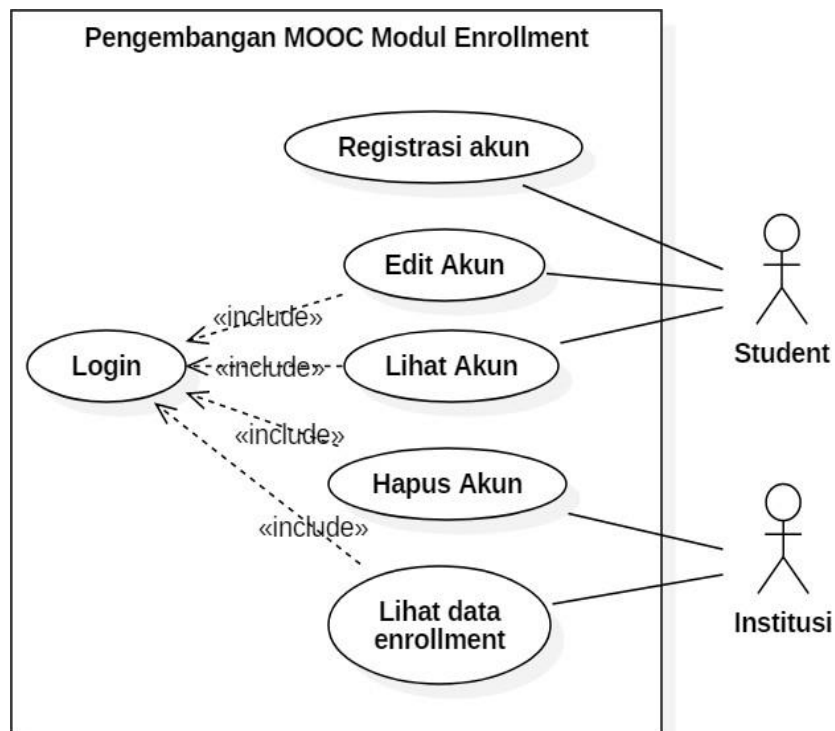 Pengembangan MOOC Modul Enrollment
Registrasi akun
Edit Akun
«include»
Student
Login
«include»
Lihat Akun
«include»
Hapus Akun
«include»
Lihat data
enrollment
Institusi